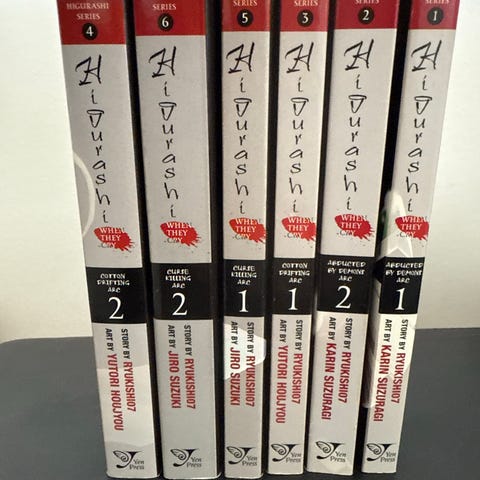 HIGURASHI
SERIES
4
Higurashi
WHEN
THEY
CRY
COTTON
DRIFTING
ARC
2
STORY BY RYUKISHI07
ART BY YUTORI HOUJYOU
Yen
Press
SERIES
6
Higurashi
WHEN
THEY
CRY
CURSE
KILLING
ARC
2
STORY BY RYUKISHI07
ART BY JIRO SUZUKI
Yen
Press
SERIES
5
Higurashi
WHEN
THEY
CRY
CURSE
KILLING
ARC
1
STORY BY RYUKISHI07
ART BY JIRO SUZUKI
Yen
Press
SERIES
3
Higurashi
WHEN
THEY
CRY
COTTON
DRIFTING
ARC
1
STORY BY RYUKISHI07
ART BY YUTORI HOUJYOU
Yen
Press
SERIES
2
Higurashi
WHEN
THEY
CRY
ABDUCTED
BY DEMONS
ARC
2
STORY BY RYUKISHI07
ART BY KARIN SUZURAGI
Yen
Press
SERIES
1
Higurashi
WHEN
THEY
CRY
ABDUCTED
BY DEMONS
ARC
1
STORY BY RYUKISHI07
ART BY KARIN SUZURAGI
Yen
Press